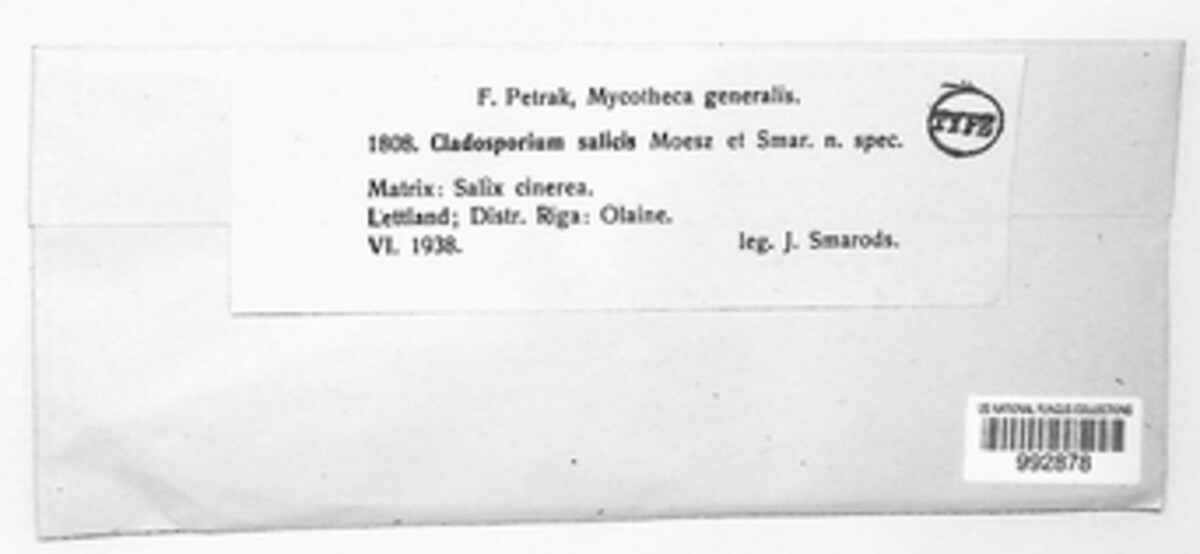 F. Petrak, Mycotheca generalis.
TYPE
1808. Cladosporium salicis Moesz et Smar. n. spec.
Matrix: Salix cinerea.
Lettland; Distr. Riga: Olaine.
VI. 1938. leg. J. Smarods.
US NATIONAL FUNGUS COLLECTIONS
992878